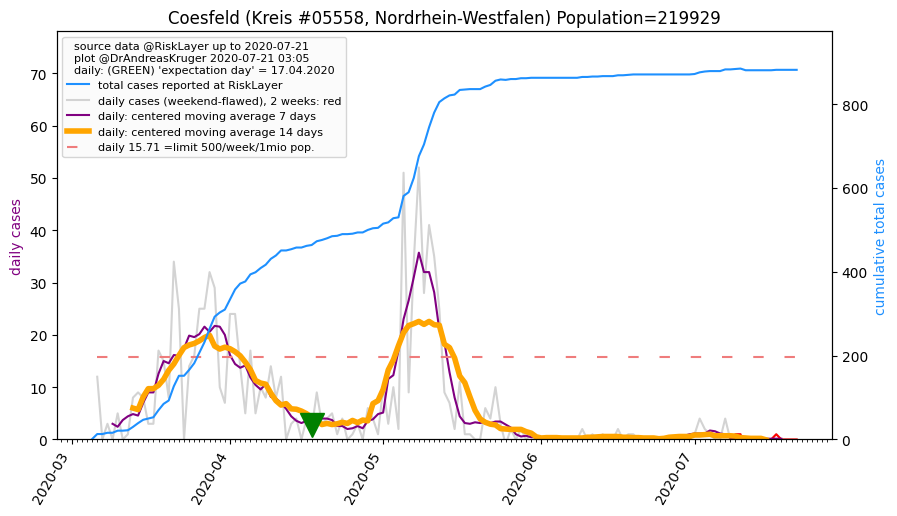 Coesfeld (Kreis #05558, Nordrhein-Westfalen) Population=219929
source data @RiskLayer up to 2020-07-21
plot @DrAndreasKruger 2020-07-21 03:05
daily: (GREEN) 'expectation day' = 17.04.2020
total cases reported at RiskLayer
daily cases (weekend-flawed), 2 weeks: red
daily: centered moving average 7 days
daily: centered moving average 14 days
daily 15.71 =limit 500/week/1mio pop.
daily cases
70
60
50
40
30
20
10
0
cumulative total cases
800
600
400
200
0
2020-03
2020-04
2020-05
2020-06
2020-07